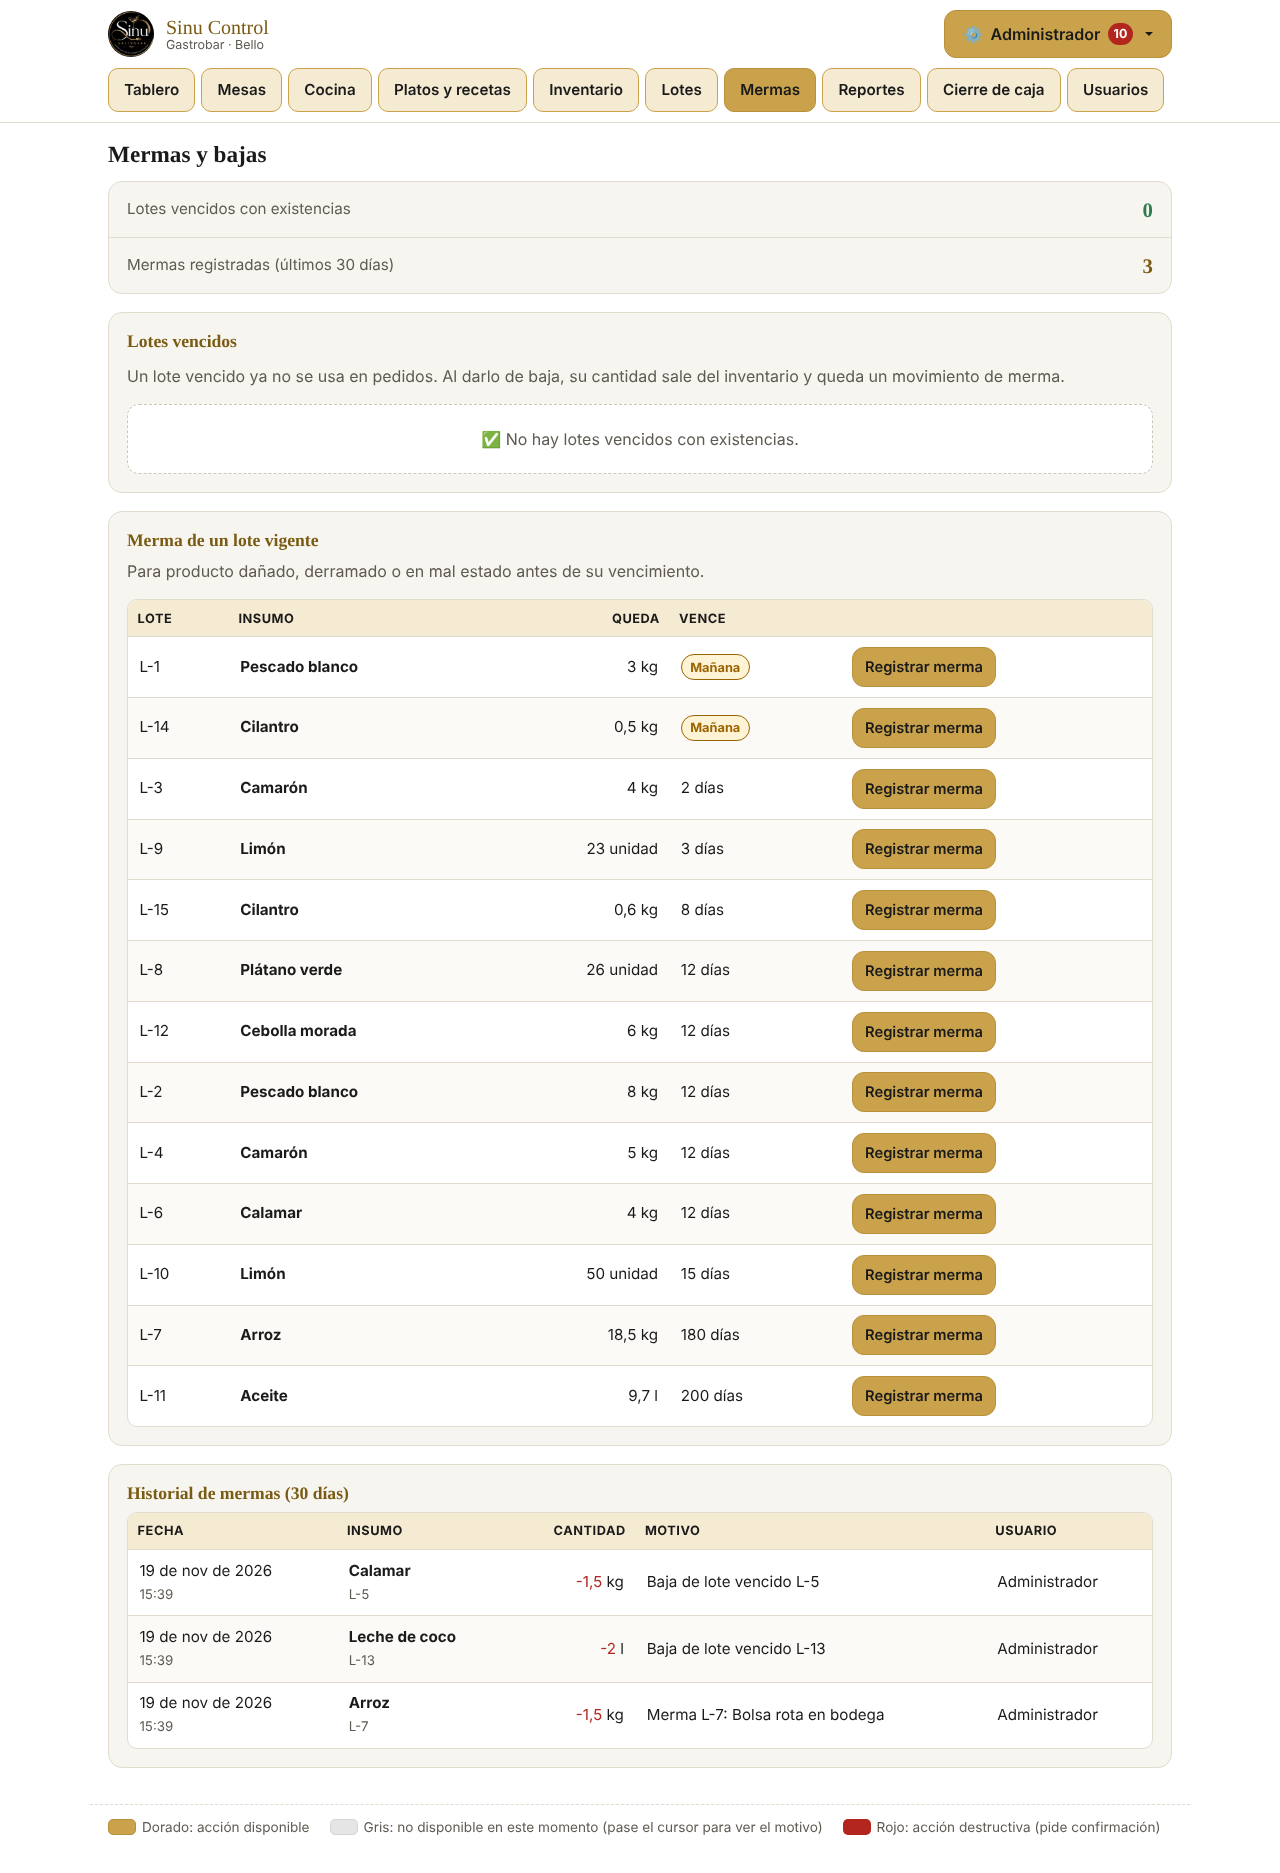 Sinu
Sinu Control
Gastrobar · Bello
Administrador 10
Tablero Mesas Cocina Platos y recetas Inventario Lotes Mermas Reportes Cierre de caja Usuarios
Mermas y bajas
Lotes vencidos con existencias 0
Mermas registradas (últimos 30 días) 3
Lotes vencidos
Un lote vencido ya no se usa en pedidos. Al darlo de baja, su cantidad sale del inventario y queda un movimiento de merma.
✅ No hay lotes vencidos con existencias.
Merma de un lote vigente
Para producto dañado, derramado o en mal estado antes de su vencimiento.
LOTE INSUMO QUEDA VENCE
L-1 Pescado blanco 3 kg Mañana Registrar merma
L-14 Cilantro 0,5 kg Mañana Registrar merma
L-3 Camarón 4 kg 2 días Registrar merma
L-9 Limón 23 unidad 3 días Registrar merma
L-15 Cilantro 0,6 kg 8 días Registrar merma
L-8 Plátano verde 26 unidad 12 días Registrar merma
L-12 Cebolla morada 6 kg 12 días Registrar merma
L-2 Pescado blanco 8 kg 12 días Registrar merma
L-4 Camarón 5 kg 12 días Registrar merma
L-6 Calamar 4 kg 12 días Registrar merma
L-10 Limón 50 unidad 15 días Registrar merma
L-7 Arroz 18,5 kg 180 días Registrar merma
L-11 Aceite 9,7 l 200 días Registrar merma
Historial de mermas (30 días)
FECHA INSUMO CANTIDAD MOTIVO USUARIO
19 de nov de 2026 Calamar -1,5 kg Baja de lote vencido L-5 Administrador
15:39 L-5
19 de nov de 2026 Leche de coco -2 l Baja de lote vencido L-13 Administrador
15:39 L-13
19 de nov de 2026 Arroz -1,5 kg Merma L-7: Bolsa rota en bodega Administrador
15:39 L-7
Dorado: acción disponible Gris: no disponible en este momento (pase el cursor para ver el motivo) Rojo: acción destructiva (pide confirmación)